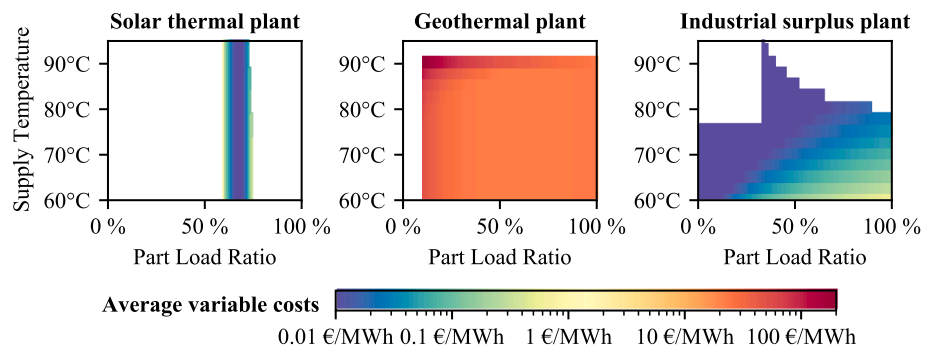 Solar thermal plant Geothermal plant Industrial surplus plant
Supply Temperature
90°C 90°C 90°C
80°C 80°C 80°C
70°C 70°C 70°C
60°C 60°C 60°C
0 % 50 % 100 % 0 % 50 % 100 % 0 % 50 % 100 %
Part Load Ratio Part Load Ratio Part Load Ratio
Average variable costs
0.01 €/MWh 0.1 €/MWh 1 €/MWh 10 €/MWh 100 €/MWh